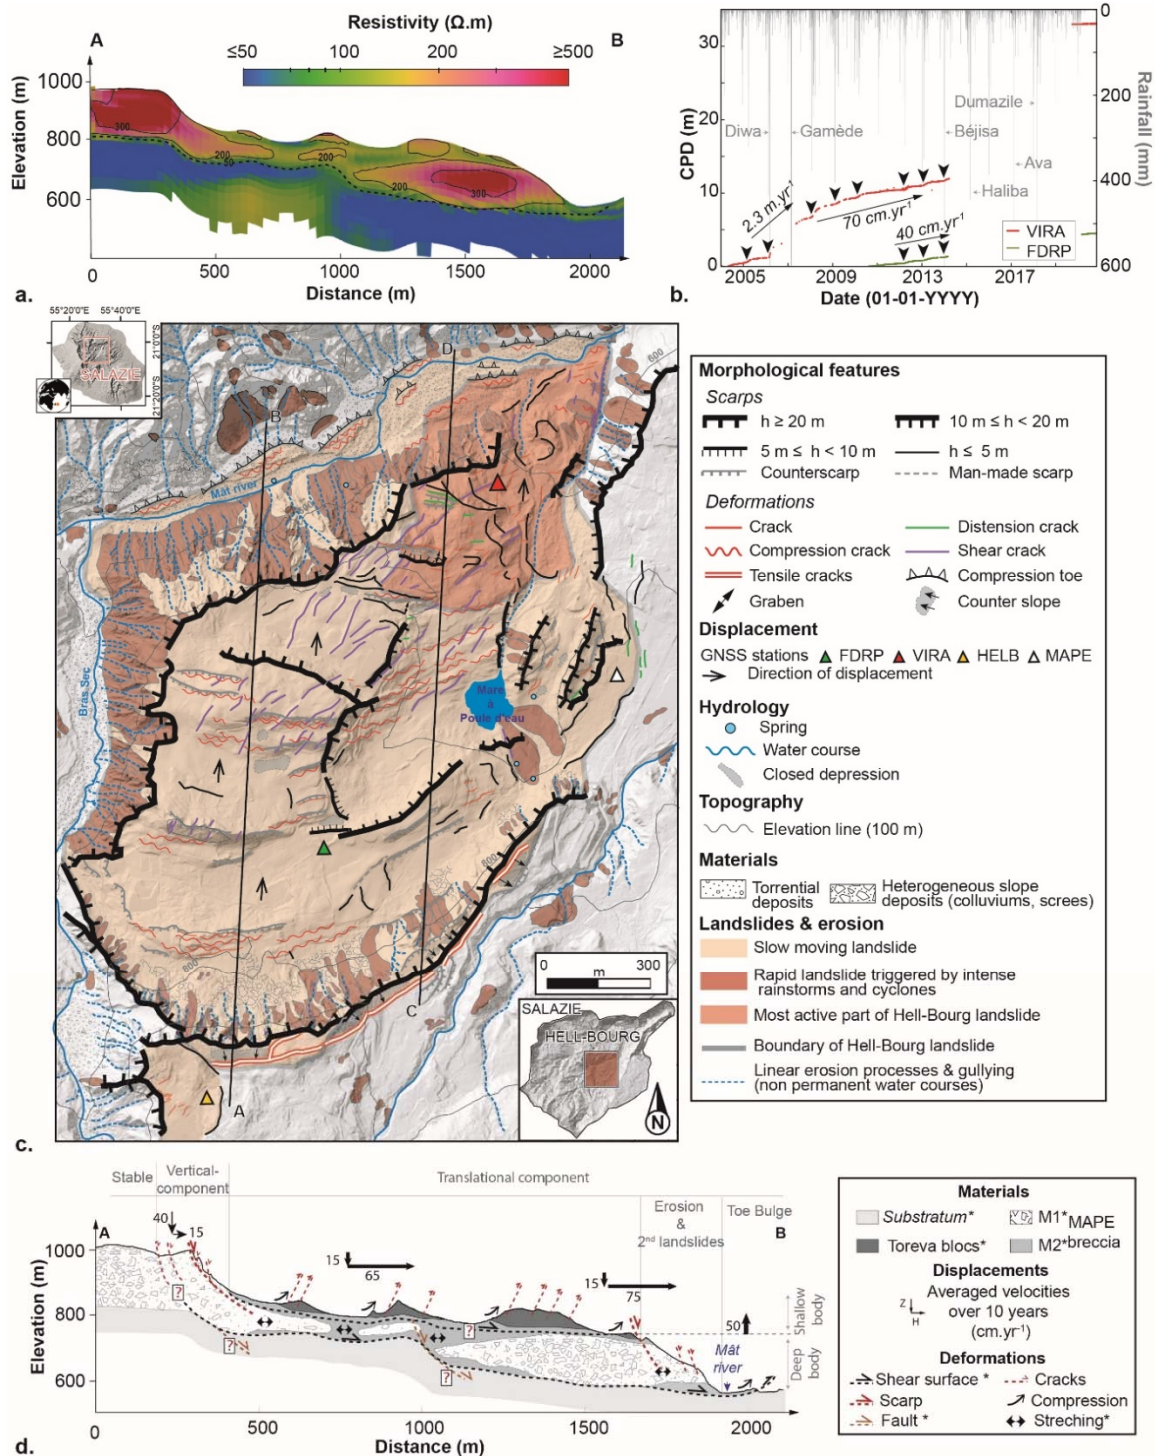 Resistivity (Ω.m)
A
≤50
100
200
≥500
B
1000
800
600
Elevation (m)
300
200
50
200
200
300
0
500
1000
1500
2000
Distance (m)
a.
30
20
10
0
CPD (m)
0
200
400
600
Rainfall (mm)
Diwa
Gamède
Dumazile
Béjisa
Ava
Haliba
2.3 m.yr⁻¹
70 cm.yr⁻¹
40 cm.yr⁻¹
VIRA
FDRP
2005
2009
2013
2017
Date (01-01-YYYY)
b.
55°20'0"E 55°40'0"E
21°0'0"S
21°20'0"S
SALAZIE
D
B
600
Mât river
Bras Sec
Mare
à
Poule d'eau
800
800
C
A
0 m 300
SALAZIE
HELL-BOURG
N
c.
Morphological features
Scarps
h ≥ 20 m
10 m ≤ h < 20 m
5 m ≤ h < 10 m
h ≤ 5 m
Counterscarp
Man-made scarp
Deformations
Crack
Distension crack
Compression crack
Shear crack
Tensile cracks
Compression toe
Graben
Counter slope
Displacement
GNSS stations FDRP VIRA HELB MAPE
Direction of displacement
Hydrology
Spring
Water course
Closed depression
Topography
Elevation line (100 m)
Materials
Torrential
deposits
Heterogeneous slope
deposits (colluviums, screes)
Landslides & erosion
Slow moving landslide
Rapid landslide triggered by intense
rainstorms and cyclones
Most active part of Hell-Bourg landslide
Boundary of Hell-Bourg landslide
Linear erosion processes & gullying
(non permanent water courses)
Stable
Vertical-
component
Translational component
Erosion
&
2nd landslides
Toe Bulge
A
B
40
15
15
65
15
75
50
?
?
?
?
Mât
river
Shallow
body
Deep
body
1000
800
600
Elevation (m)
0
500
1000
1500
2000
Distance (m)
d.
Materials
Substratum*
M1* MAPE
Toreva blocs*
M2* breccia
Displacements
Averaged velocities
over 10 years
(cm.yr⁻¹)
Z
H
Deformations
Shear surface *
Cracks
Scarp
Compression
Fault *
Streching*